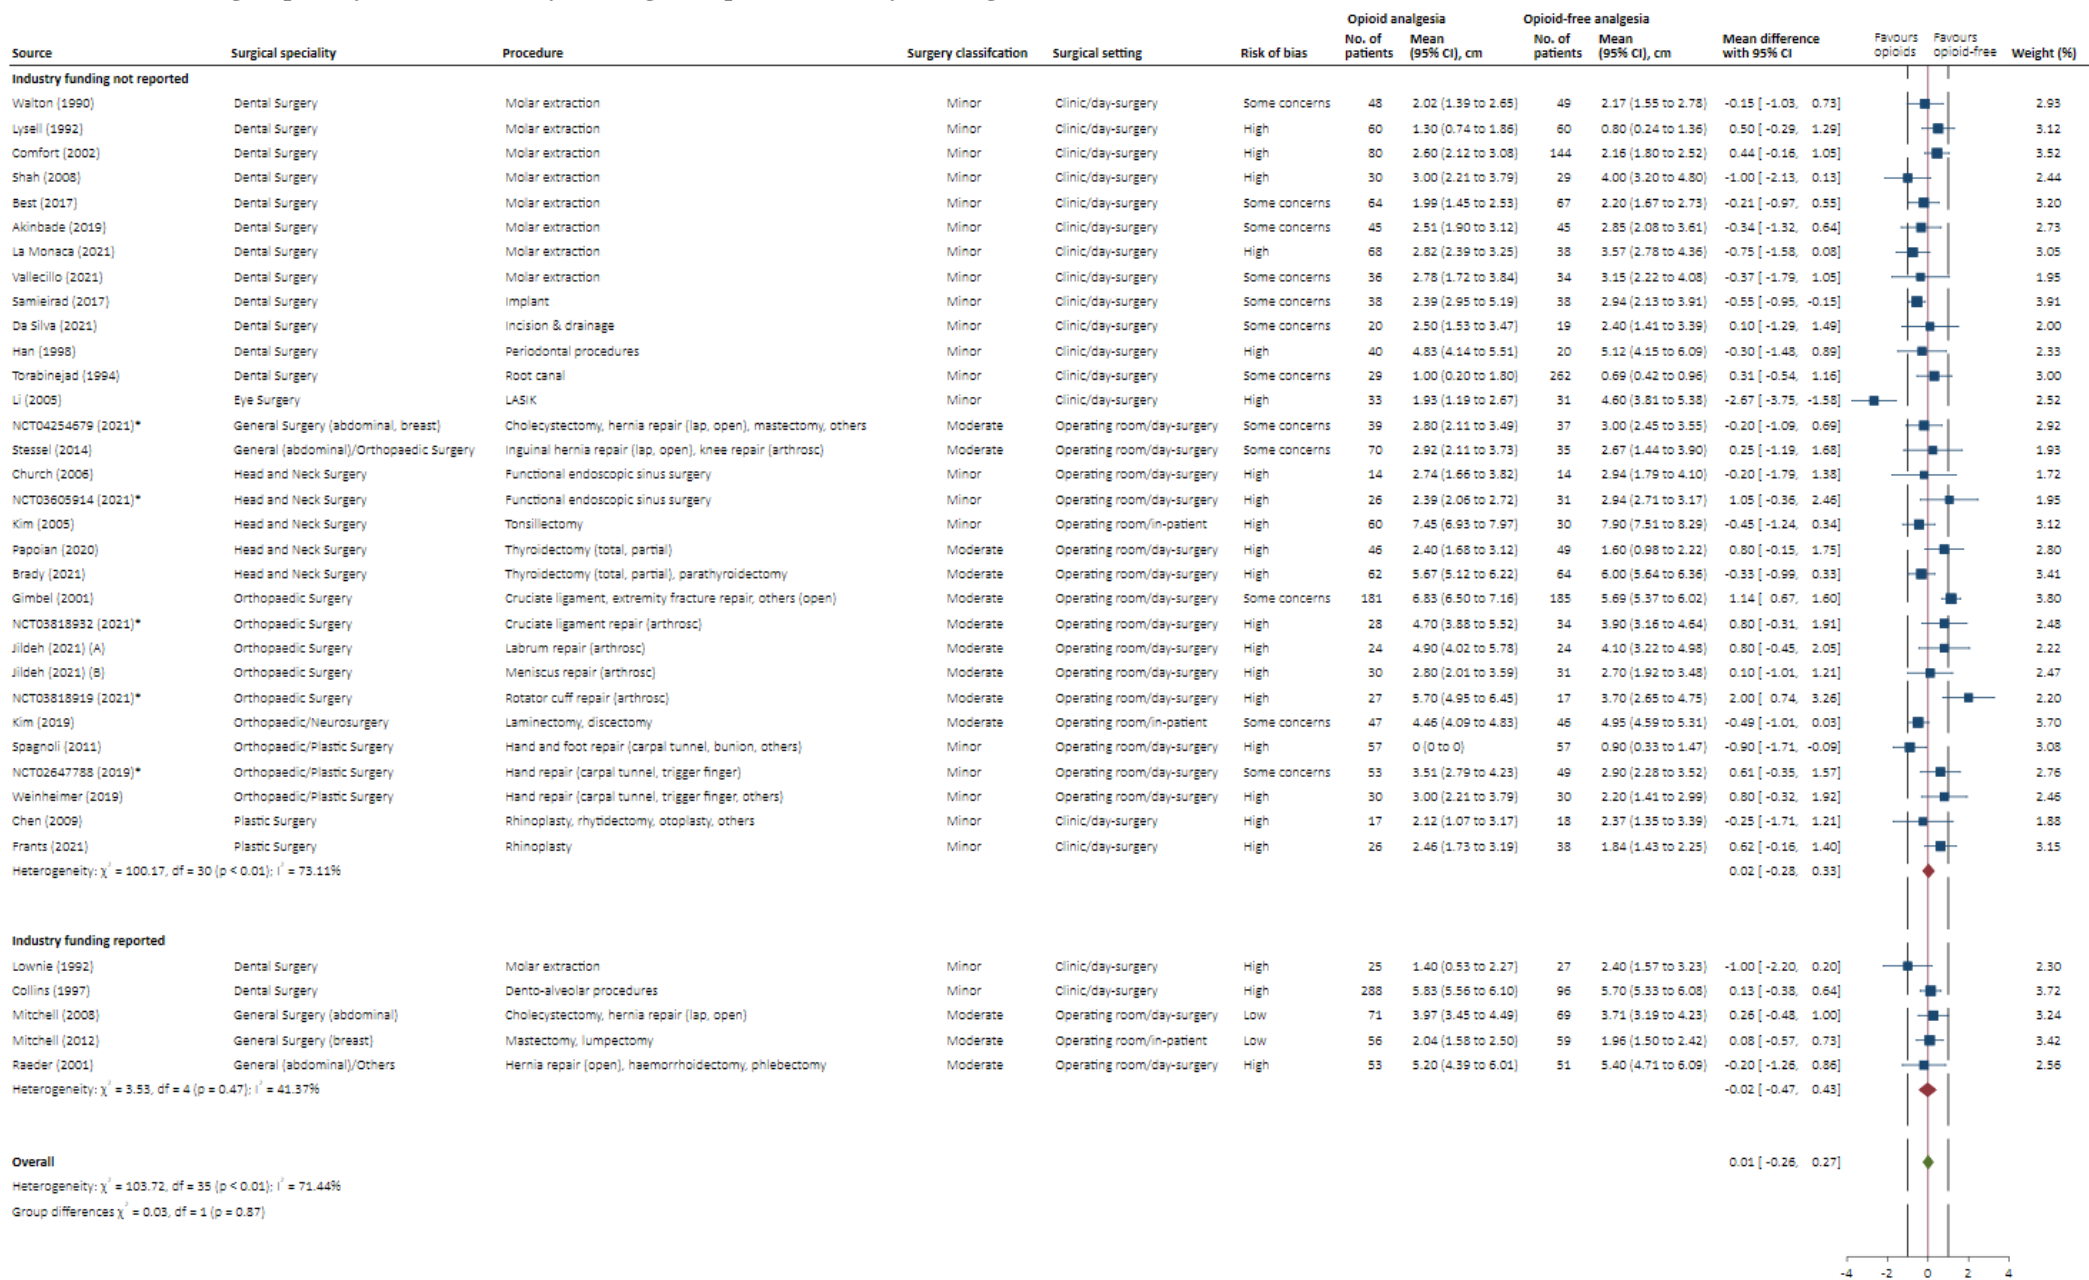 Opioid analgesia Opioid-free analgesia
Source Surgical speciality Procedure Surgery classifcation Surgical setting Risk of bias No. of patients Mean (95% CI), cm No. of patients Mean (95% CI), cm Mean difference with 95% CI Favours opioids Favours opioid-free Weight (%)
Industry funding not reported
Walton (1990) Dental Surgery Molar extraction Minor Clinic/day-surgery Some concerns 48 2.02 (1.39 to 2.65) 49 2.17 (1.55 to 2.78) -0.15 [ -1.03, 0.73] 2.93
Lysell (1992) Dental Surgery Molar extraction Minor Clinic/day-surgery High 60 1.30 (0.74 to 1.86) 60 0.80 (0.24 to 1.36) 0.50 [ -0.29, 1.29] 3.12
Comfort (2002) Dental Surgery Molar extraction Minor Clinic/day-surgery High 80 2.60 (2.12 to 3.08) 144 2.16 (1.80 to 2.52) 0.44 [ -0.16, 1.05] 3.52
Shah (2008) Dental Surgery Molar extraction Minor Clinic/day-surgery High 30 3.00 (2.21 to 3.79) 29 4.00 (3.20 to 4.80) -1.00 [ -2.13, 0.13] 2.44
Best (2017) Dental Surgery Molar extraction Minor Clinic/day-surgery Some concerns 64 1.99 (1.45 to 2.53) 67 2.20 (1.67 to 2.73) -0.21 [ -0.97, 0.55] 3.20
Akinbade (2019) Dental Surgery Molar extraction Minor Clinic/day-surgery Some concerns 45 2.51 (1.90 to 3.12) 45 2.85 (2.08 to 3.61) -0.34 [ -1.32, 0.64] 2.73
La Monaca (2021) Dental Surgery Molar extraction Minor Clinic/day-surgery High 68 2.82 (2.39 to 3.25) 38 3.57 (2.78 to 4.36) -0.75 [ -1.58, 0.08] 3.05
Vallecillo (2021) Dental Surgery Molar extraction Minor Clinic/day-surgery Some concerns 36 2.78 (1.72 to 3.84) 34 3.15 (2.22 to 4.08) -0.37 [ -1.79, 1.05] 1.95
Samieirad (2017) Dental Surgery Implant Minor Clinic/day-surgery Some concerns 38 2.39 (2.95 to 5.19) 38 2.94 (2.13 to 3.91) -0.55 [ -0.95, -0.15] 3.91
Da Silva (2021) Dental Surgery Incision & drainage Minor Clinic/day-surgery Some concerns 20 2.50 (1.53 to 3.47) 19 2.40 (1.41 to 3.39) 0.10 [ -1.29, 1.49] 2.00
Han (1998) Dental Surgery Periodontal procedures Minor Clinic/day-surgery High 40 4.83 (4.14 to 5.51) 20 5.12 (4.15 to 6.09) -0.30 [ -1.48, 0.89] 2.33
Torabinejad (1994) Dental Surgery Root canal Minor Clinic/day-surgery Some concerns 29 1.00 (0.20 to 1.80) 262 0.69 (0.42 to 0.96) 0.31 [ -0.54, 1.16] 3.00
Li (2005) Eye Surgery LASIK Minor Clinic/day-surgery High 33 1.93 (1.19 to 2.67) 31 4.60 (3.81 to 5.38) -2.67 [ -3.75, -1.58] 2.52
NCT04254679 (2021)* General Surgery (abdominal, breast) Cholecystectomy, hernia repair (lap, open), mastectomy, others Moderate Operating room/day-surgery Some concerns 39 2.80 (2.11 to 3.49) 37 3.00 (2.45 to 3.55) -0.20 [ -1.09, 0.69] 2.92
Stessel (2014) General (abdominal)/Orthopaedic Surgery Inguinal hernia repair (lap, open), knee repair (arthrosc) Moderate Operating room/day-surgery Some concerns 70 2.92 (2.11 to 3.73) 35 2.67 (1.44 to 3.90) 0.25 [ -1.19, 1.68] 1.93
Church (2006) Head and Neck Surgery Functional endoscopic sinus surgery Minor Operating room/day-surgery High 14 2.74 (1.66 to 3.82) 14 2.94 (1.79 to 4.10) -0.20 [ -1.79, 1.38] 1.72
NCT03605914 (2021)* Head and Neck Surgery Functional endoscopic sinus surgery Minor Operating room/day-surgery High 26 2.39 (2.06 to 2.72) 31 2.94 (2.71 to 3.17) 1.05 [ -0.36, 2.46] 1.95
Kim (2005) Head and Neck Surgery Tonsillectomy Minor Operating room/in-patient High 60 7.45 (6.93 to 7.97) 30 7.90 (7.51 to 8.29) -0.45 [ -1.24, 0.34] 3.12
Papoian (2020) Head and Neck Surgery Thyroidectomy (total, partial) Moderate Operating room/day-surgery High 46 2.40 (1.68 to 3.12) 49 1.60 (0.98 to 2.22) 0.80 [ -0.15, 1.75] 2.80
Brady (2021) Head and Neck Surgery Thyroidectomy (total, partial), parathyroidectomy Moderate Operating room/day-surgery High 62 5.67 (5.12 to 6.22) 64 6.00 (5.64 to 6.36) -0.33 [ -0.99, 0.33] 3.41
Gimbel (2001) Orthopaedic Surgery Cruciate ligament, extremity fracture repair, others (open) Moderate Operating room/day-surgery Some concerns 181 6.83 (6.50 to 7.16) 185 5.69 (5.37 to 6.02) 1.14 [ 0.67, 1.60] 3.80
NCT03818932 (2021)* Orthopaedic Surgery Cruciate ligament repair (arthrosc) Moderate Operating room/day-surgery High 28 4.70 (3.88 to 5.52) 34 3.90 (3.16 to 4.64) 0.80 [ -0.31, 1.91] 2.48
Jildeh (2021) (A) Orthopaedic Surgery Labrum repair (arthrosc) Moderate Operating room/day-surgery High 24 4.90 (4.02 to 5.78) 24 4.10 (3.22 to 4.98) 0.80 [ -0.45, 2.05] 2.22
Jildeh (2021) (B) Orthopaedic Surgery Meniscus repair (arthrosc) Moderate Operating room/day-surgery High 30 2.80 (2.01 to 3.59) 31 2.70 (1.92 to 3.48) 0.10 [ -1.01, 1.21] 2.47
NCT03818919 (2021)* Orthopaedic Surgery Rotator cuff repair (arthrosc) Moderate Operating room/day-surgery High 27 5.70 (4.95 to 6.45) 17 3.70 (2.65 to 4.75) 2.00 [ 0.74, 3.26] 2.20
Kim (2019) Orthopaedic/Neurosurgery Laminectomy, discectomy Moderate Operating room/in-patient Some concerns 47 4.46 (4.09 to 4.83) 46 4.95 (4.59 to 5.31) -0.49 [ -1.01, 0.03] 3.70
Spagnoli (2011) Orthopaedic/Plastic Surgery Hand and foot repair (carpal tunnel, bunion, others) Minor Operating room/day-surgery High 57 0 (0 to 0) 57 0.90 (0.33 to 1.47) -0.90 [ -1.71, -0.09] 3.08
NCT02647788 (2019)* Orthopaedic/Plastic Surgery Hand repair (carpal tunnel, trigger finger) Minor Operating room/day-surgery Some concerns 53 3.51 (2.79 to 4.23) 49 2.90 (2.28 to 3.52) 0.61 [ -0.35, 1.57] 2.76
Weinheimer (2019) Orthopaedic/Plastic Surgery Hand repair (carpal tunnel, trigger finger, others) Minor Operating room/day-surgery High 30 3.00 (2.21 to 3.79) 30 2.20 (1.41 to 2.99) 0.80 [ -0.32, 1.92] 2.46
Chen (2009) Plastic Surgery Rhinoplasty, rhytidectomy, otoplasty, others Minor Clinic/day-surgery High 17 2.12 (1.07 to 3.17) 18 2.37 (1.35 to 3.39) -0.25 [ -1.71, 1.21] 1.88
Frants (2021) Plastic Surgery Rhinoplasty Minor Clinic/day-surgery High 26 2.46 (1.73 to 3.19) 38 1.84 (1.43 to 2.25) 0.62 [ -0.16, 1.40] 3.15
Heterogeneity: χ² = 100.17, df = 30 (p < 0.01); I² = 73.11% 0.02 [ -0.28, 0.33]
Industry funding reported
Lownie (1992) Dental Surgery Molar extraction Minor Clinic/day-surgery High 25 1.40 (0.53 to 2.27) 27 2.40 (1.57 to 3.23) -1.00 [ -2.20, 0.20] 2.30
Collins (1997) Dental Surgery Dento-alveolar procedures Minor Clinic/day-surgery High 288 5.83 (5.56 to 6.10) 96 5.70 (5.33 to 6.08) 0.13 [ -0.38, 0.64] 3.72
Mitchell (2008) General Surgery (abdominal) Cholecystectomy, hernia repair (lap, open) Moderate Operating room/day-surgery Low 71 3.97 (3.45 to 4.49) 69 3.71 (3.19 to 4.23) 0.26 [ -0.48, 1.00] 3.24
Mitchell (2012) General Surgery (breast) Mastectomy, lumpectomy Moderate Operating room/in-patient Low 56 2.04 (1.58 to 2.50) 59 1.96 (1.50 to 2.42) 0.08 [ -0.57, 0.73] 3.42
Raeder (2001) General (abdominal)/Others Hernia repair (open), haemorrhoidectomy, phlebectomy Moderate Operating room/day-surgery High 53 5.20 (4.39 to 6.01) 51 5.40 (4.71 to 6.09) -0.20 [ -1.26, 0.86] 2.56
Heterogeneity: χ² = 3.53, df = 4 (p = 0.47); I² = 41.37% -0.02 [ -0.47, 0.43]
Overall 0.01 [ -0.26, 0.27]
Heterogeneity: χ² = 103.72, df = 35 (p < 0.01); I² = 71.44%
Group differences χ² = 0.03, df = 1 (p = 0.87)
-4 -2 0 2 4